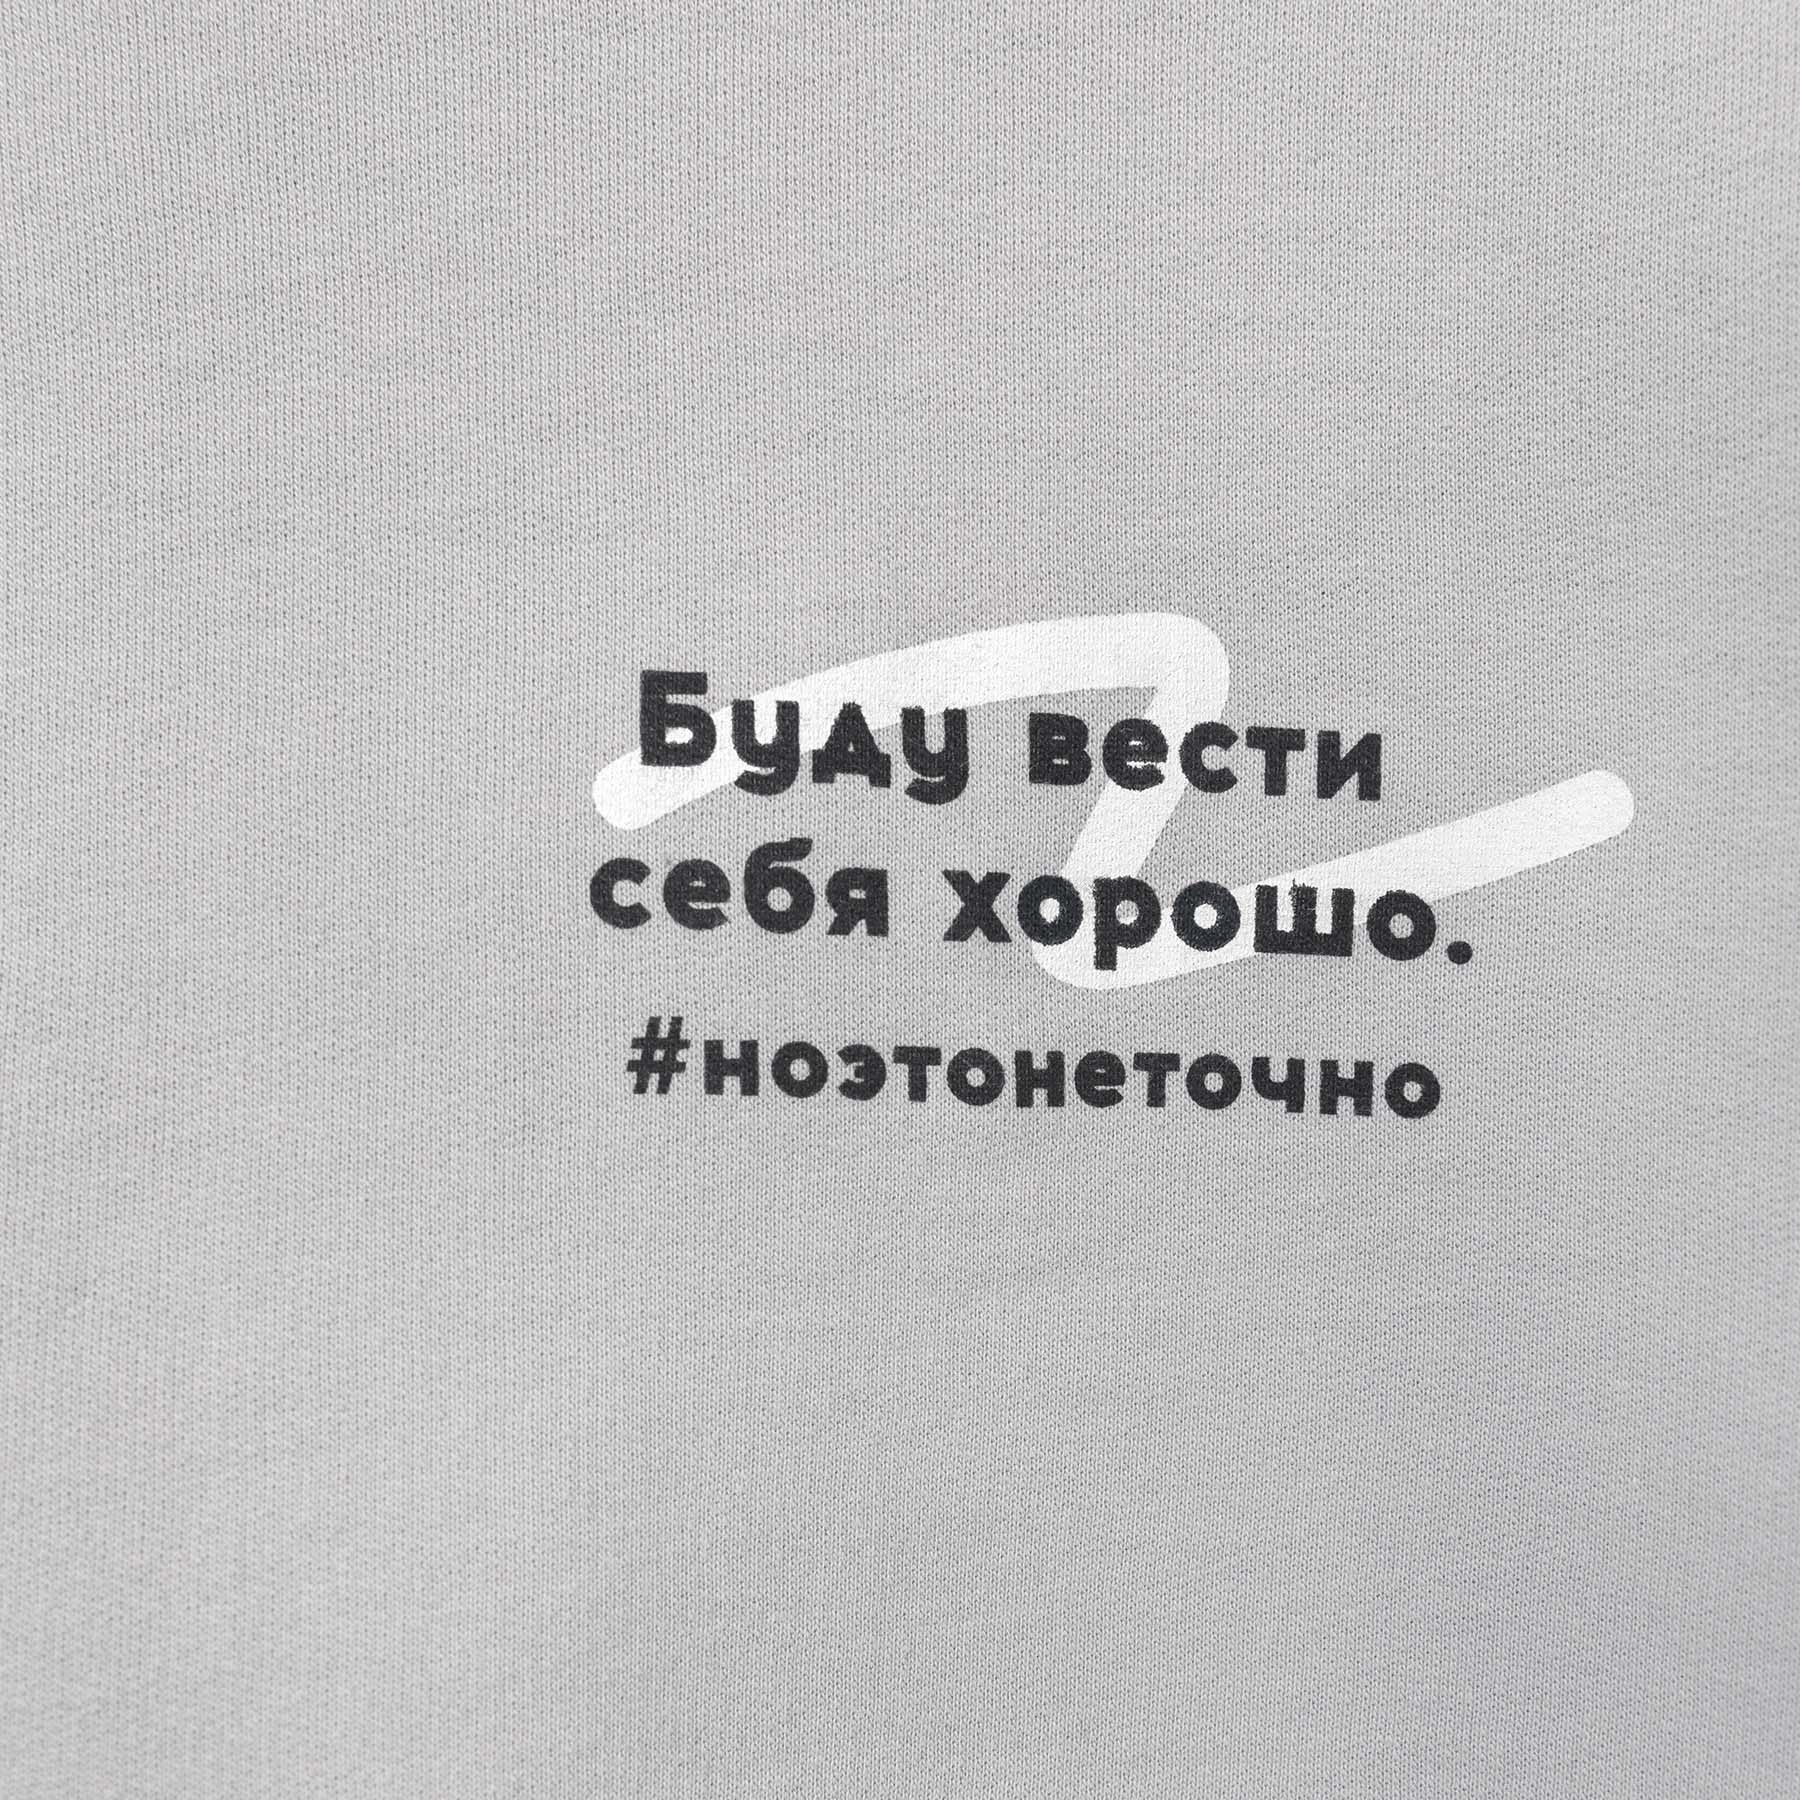 Буду вести
себя хорошо.
#ноэтонеточно